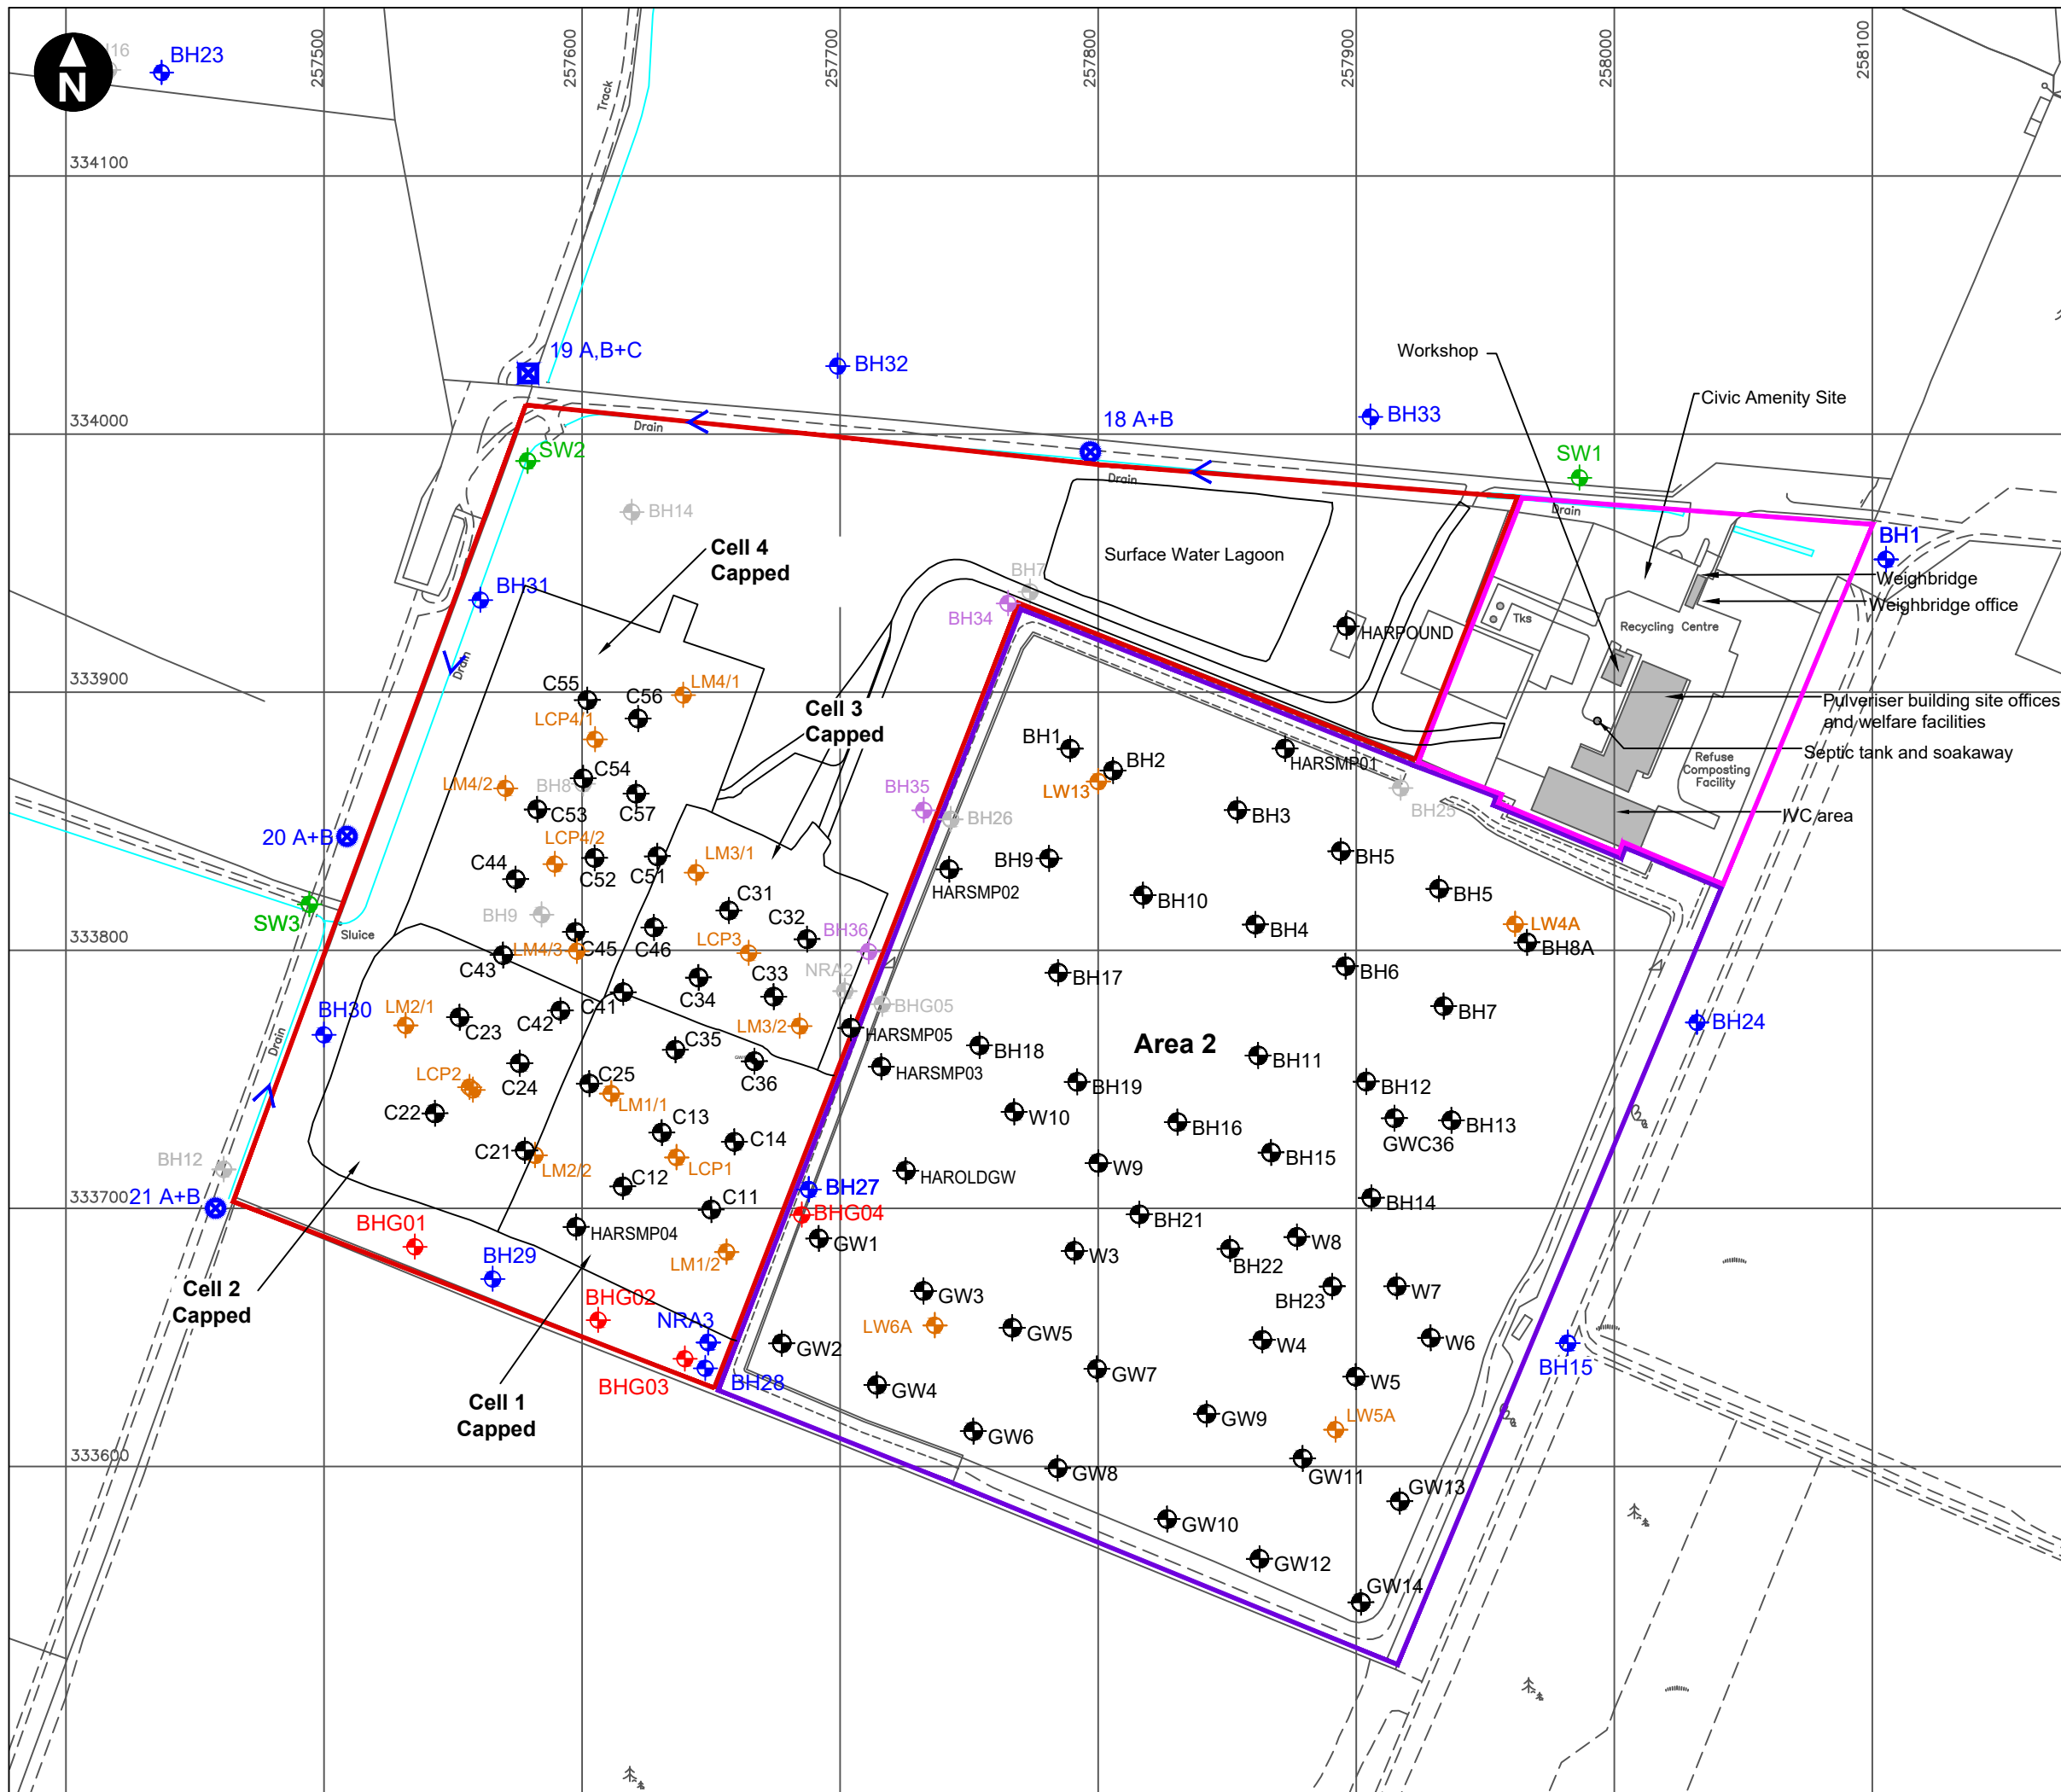 257500
257600
257700
257800
257900
258000
258100
N
BH23
Track
334100
19 A,B+C
BH32
Workshop
Civic Amenity Site
334000
Drain
18 A+B
BH33
SW2
SW1
Drain
Drain
BH14
Cell 4
Capped
Surface Water Lagoon
BH1
BH7
Weighbridge
Weighbridge office
BH31
BH34
HARPOUND
Tks
Recycling Centre
Drain
333900
C55
C56
LM4/1
LCP4/1
Cell 3
Capped
Pulveriser building site offices
and welfare facilities
BH1
BH2
HARSMP01
Septic tank and soakaway
Refuse
Composting
Facility
C54
BH8
LM4/2
C53
C57
BH35
LW13
BH25
BH26
BH3
IVC area
20 A+B
LCP4/2
C44
C52
C51
LM3/1
BH9
HARSMP02
BH5
BH5
BH10
SW3
Sluice
BH9
C31
C32
BH36
BH4
LW4A
BH8A
333800
LM4/3
C45
C46
LCP3
C43
C33
NRA2
BH17
BH6
C34
BHG05
BH7
BH30
LM2/1
C23
C42
C41
LM3/2
HARSMP05
BH24
Drain
C35
C36
BH18
Area 2
BH11
HARSMP03
LCP2
C24
C25
LM1/1
BH19
BH12
C22
C13
W10
BH16
GWC36
BH13
C14
C21
LM2/2
LCP1
W9
BH15
BH12
C12
HAROLDGW
BH27
BH14
333700
21 A+B
C11
BHG04
BH21
BHG01
HARSMP04
GW1
W3
W8
BH22
LM1/2
BH29
Cell 2
Capped
GW3
BH23
W7
BHG02
NRA3
LW6A
GW5
W4
W6
GW2
BH15
BHG03
BH28
GW4
GW7
W5
Cell 1
Capped
GW9
LW5A
GW6
333600
GW8
GW11
GW13
GW10
GW12
GW14